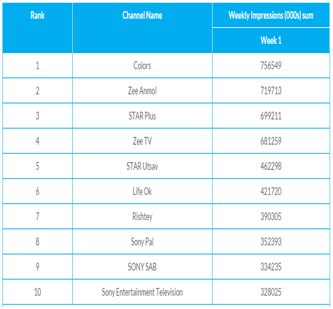 Rank Channel Name Weekly Impressions (000s) sum
Week 1
1 Colors 756549
2 Zee Anmol 719713
3 STAR Plus 699211
4 Zee TV 681259
5 STAR Utsav 462298
6 Life Ok 421720
7 Rishtey 390305
8 Sony Pal 352393
9 SONY SAB 334235
10 Sony Entertainment Television 328025